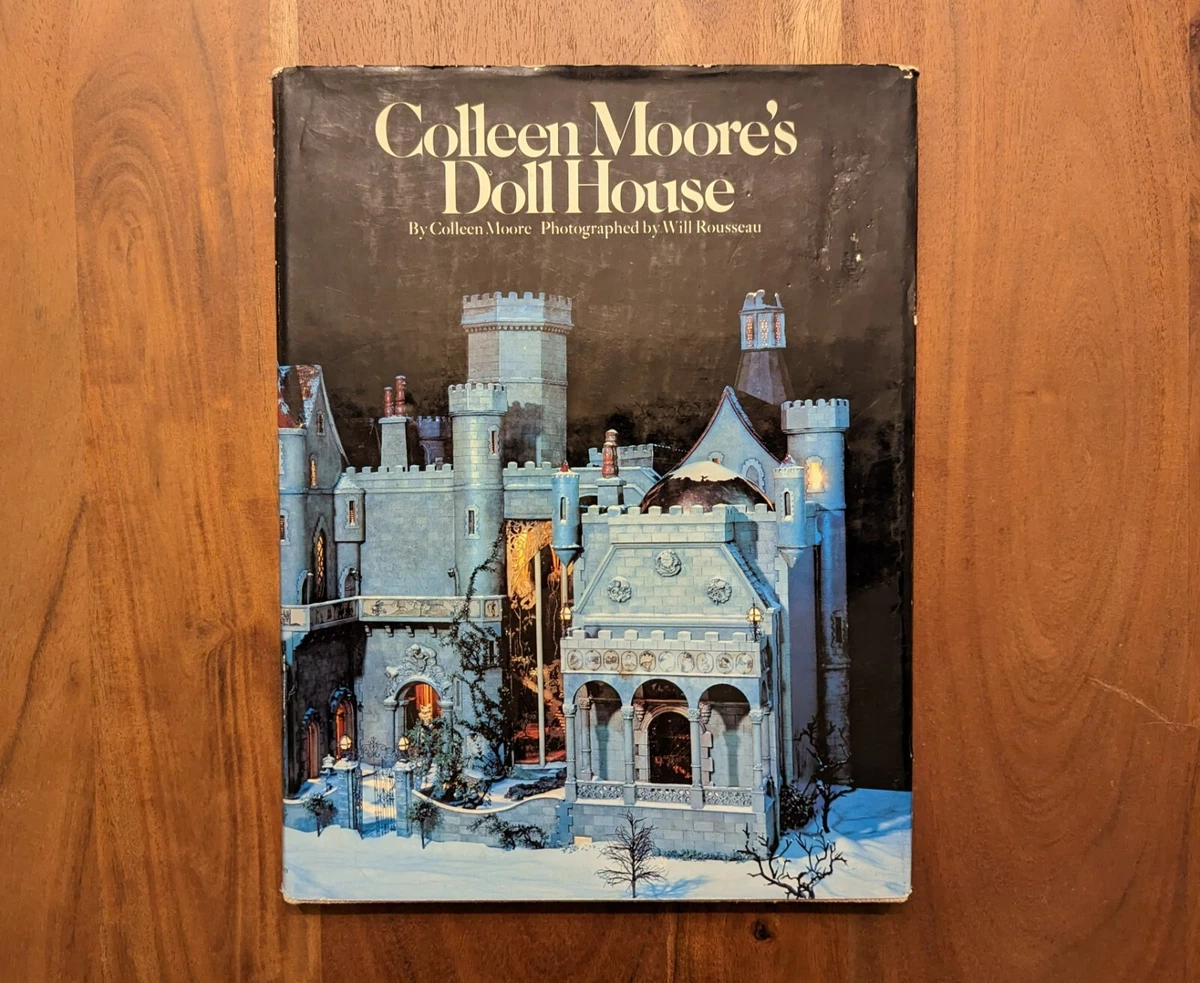 Colleen Moore's
Doll House
By Colleen Moore Photographed by Will Rousseau